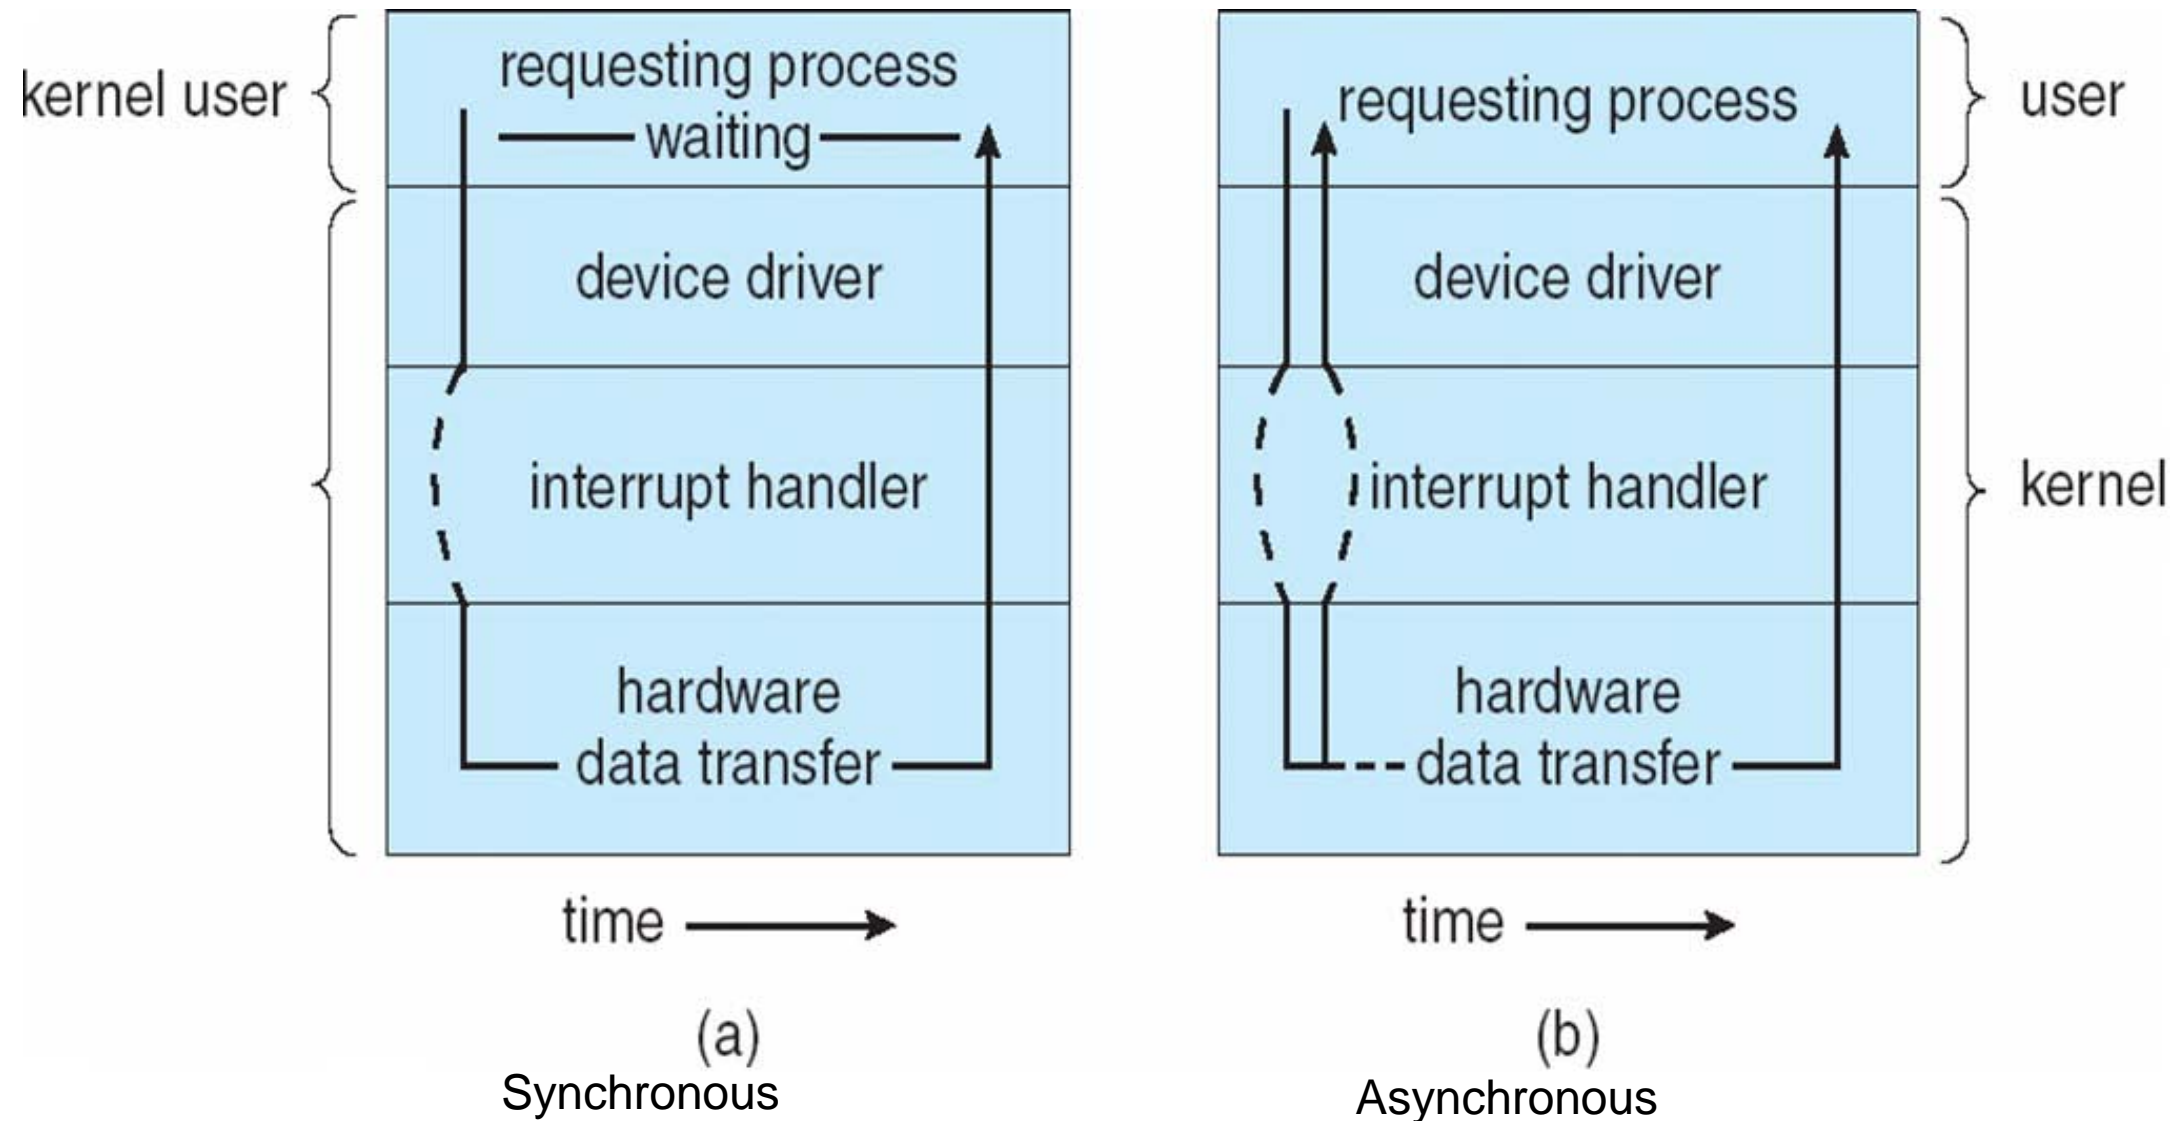 kernel user
requesting process
waiting
device driver
interrupt handler
hardware
data transfer
time
(a)
Synchronous
requesting process
user
device driver
interrupt handler
kernel
hardware
data transfer
time
(b)
Asynchronous